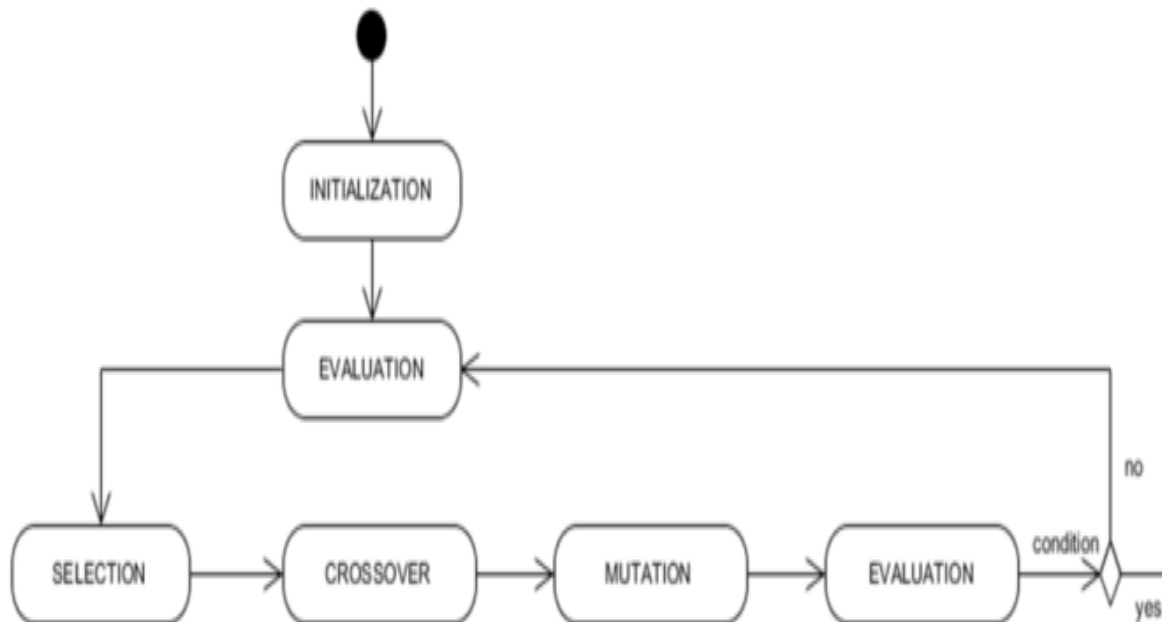 INITIALIZATION
EVALUATION
no
condition
SELECTION
CROSSOVER
MUTATION
EVALUATION
yes